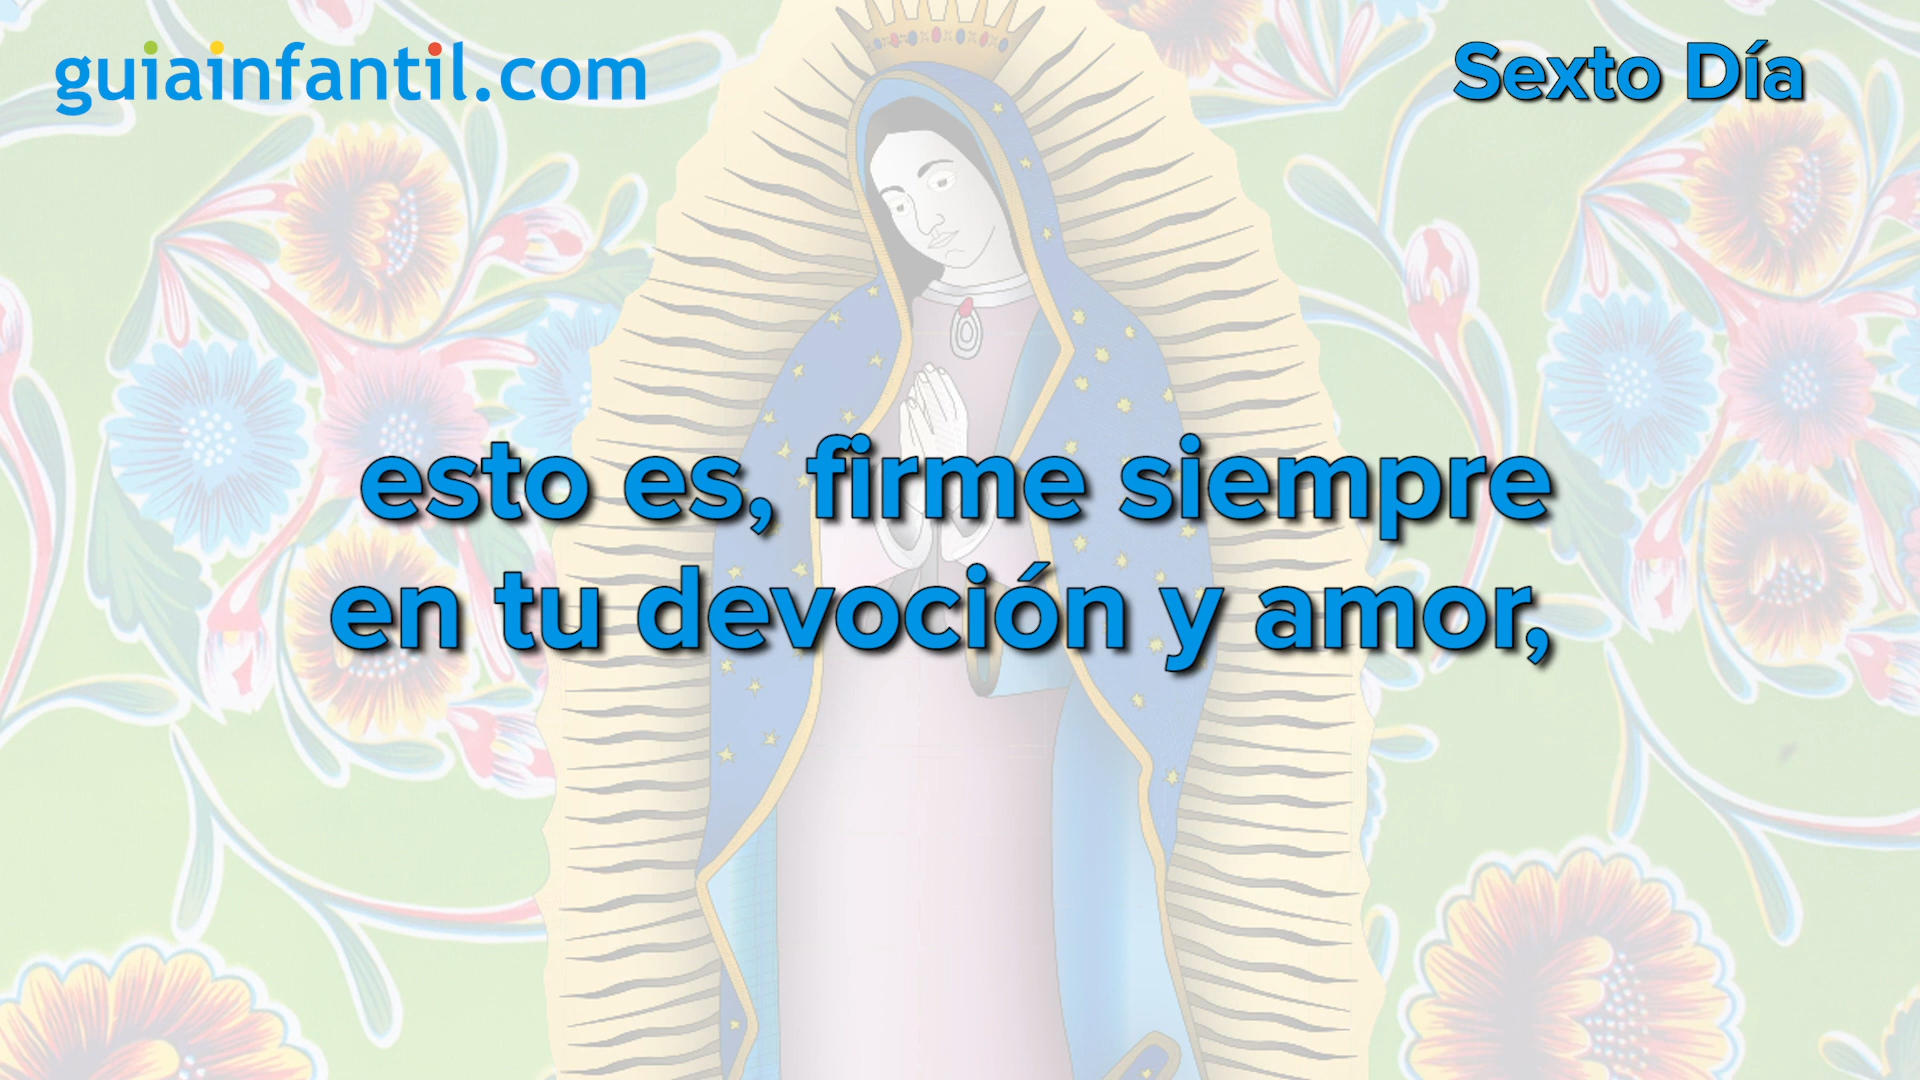 guiainfantil.com
Sexto Día
esto es, firme siempre
en tu devoción y amor,